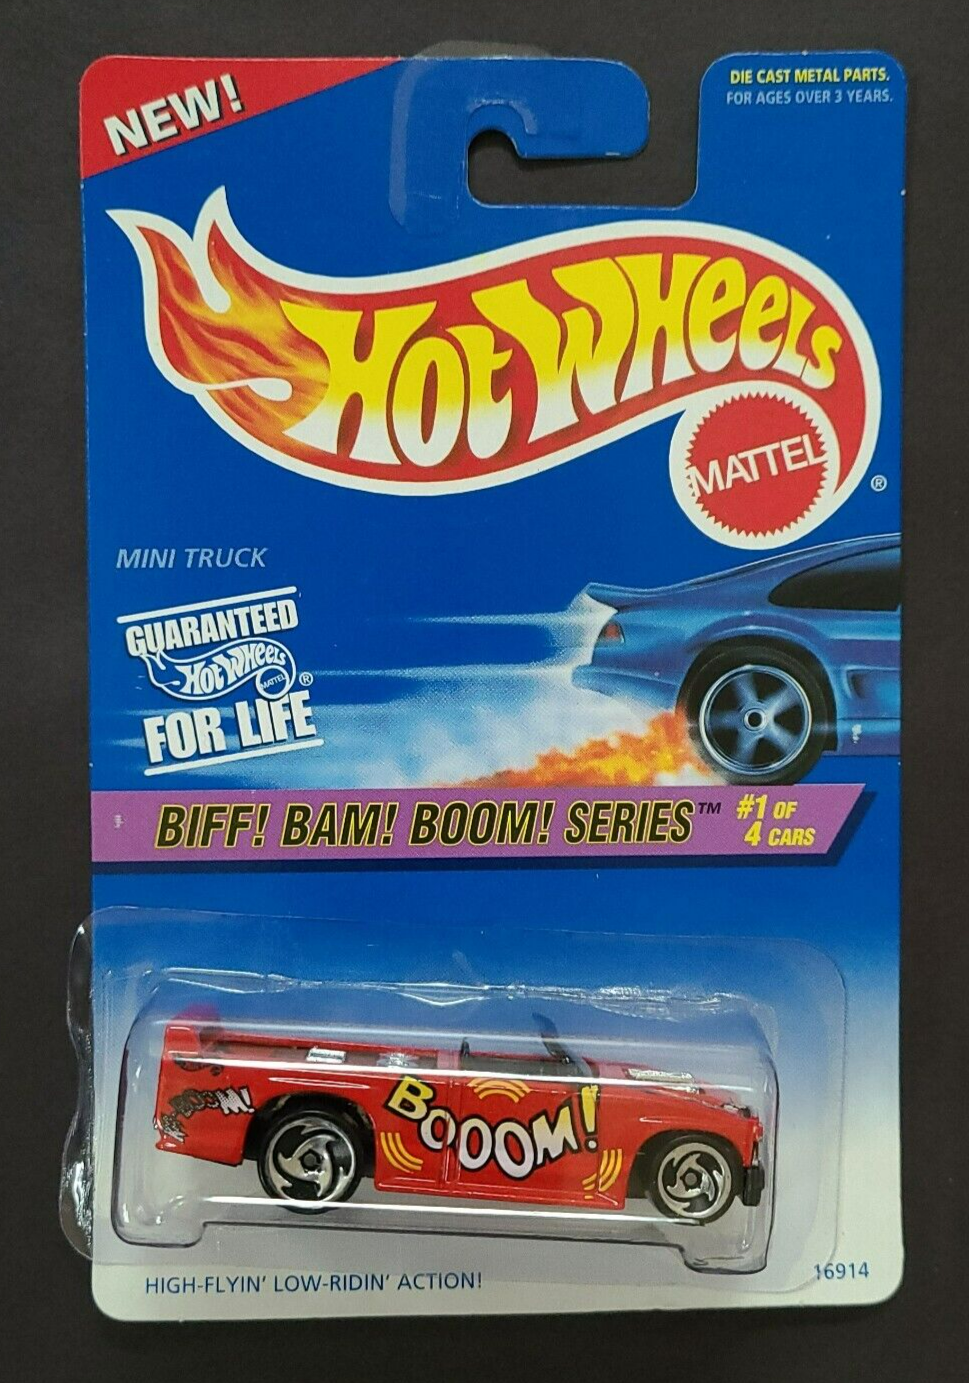 NEW!
DIE CAST METAL PARTS.
FOR AGES OVER 3 YEARS.
HOT WHEELS
MATTEL
®
MINI TRUCK
GUARANTEED
HOT WHEELS
MATTEL
®
FOR LIFE
BIFF! BAM! BOOM! SERIES™
#1 OF
4 CARS
BOOOM!
HIGH-FLYIN' LOW-RIDIN' ACTION!
16914